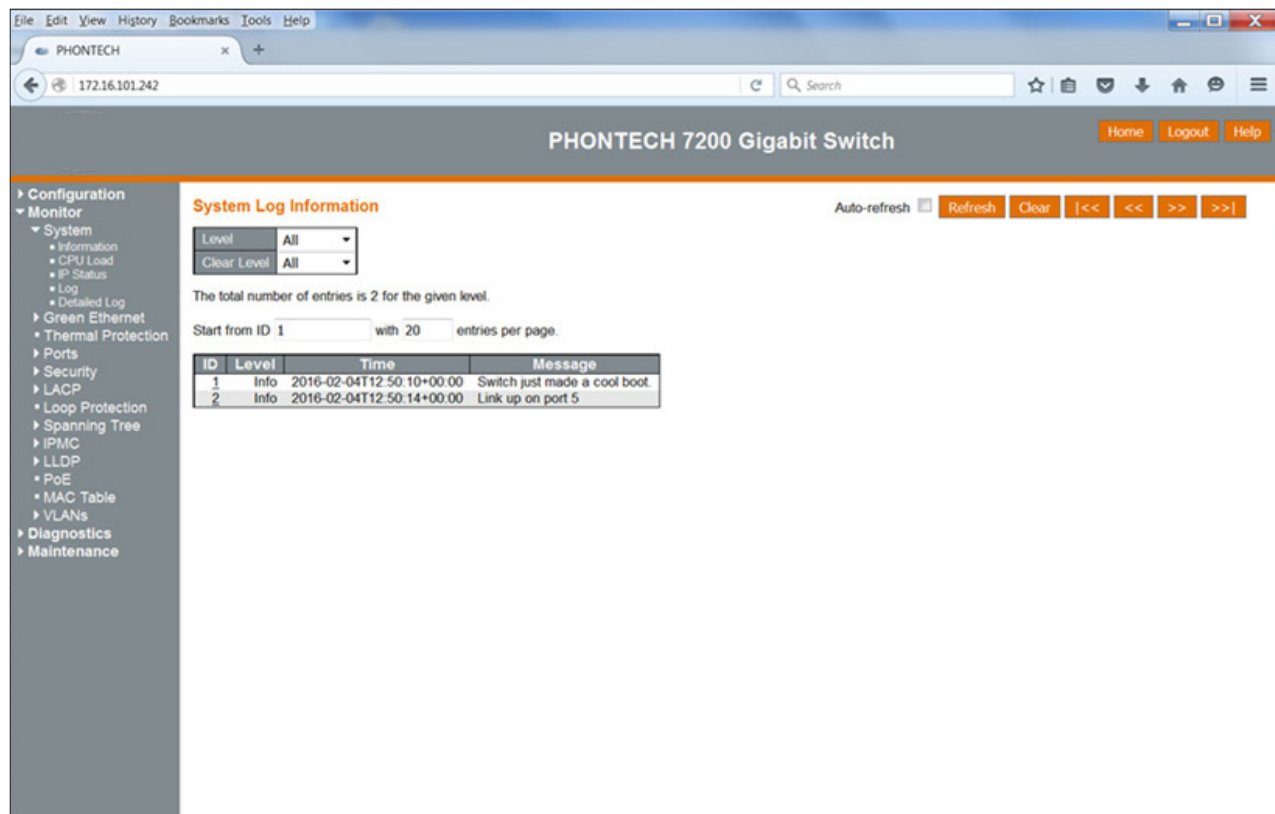 File Edit View History Bookmarks Tools Help
PHONTECH × +
172.16.101.242 Search
PHONTECH 7200 Gigabit Switch
Home Logout Help
Configuration
Monitor
System
Information
CPU Load
IP Status
Log
Detailed Log
Green Ethernet
Thermal Protection
Ports
Security
LACP
Loop Protection
Spanning Tree
IPMC
LLDP
PoE
MAC Table
VLANs
Diagnostics
Maintenance
System Log Information
Auto-refresh Refresh Clear |<< << >> >>|
Level All
Clear Level All
The total number of entries is 2 for the given level.
Start from ID 1 with 20 entries per page.
ID Level Time Message
1 Info 2016-02-04T12:50:10+00:00 Switch just made a cool boot.
2 Info 2016-02-04T12:50:14+00:00 Link up on port 5